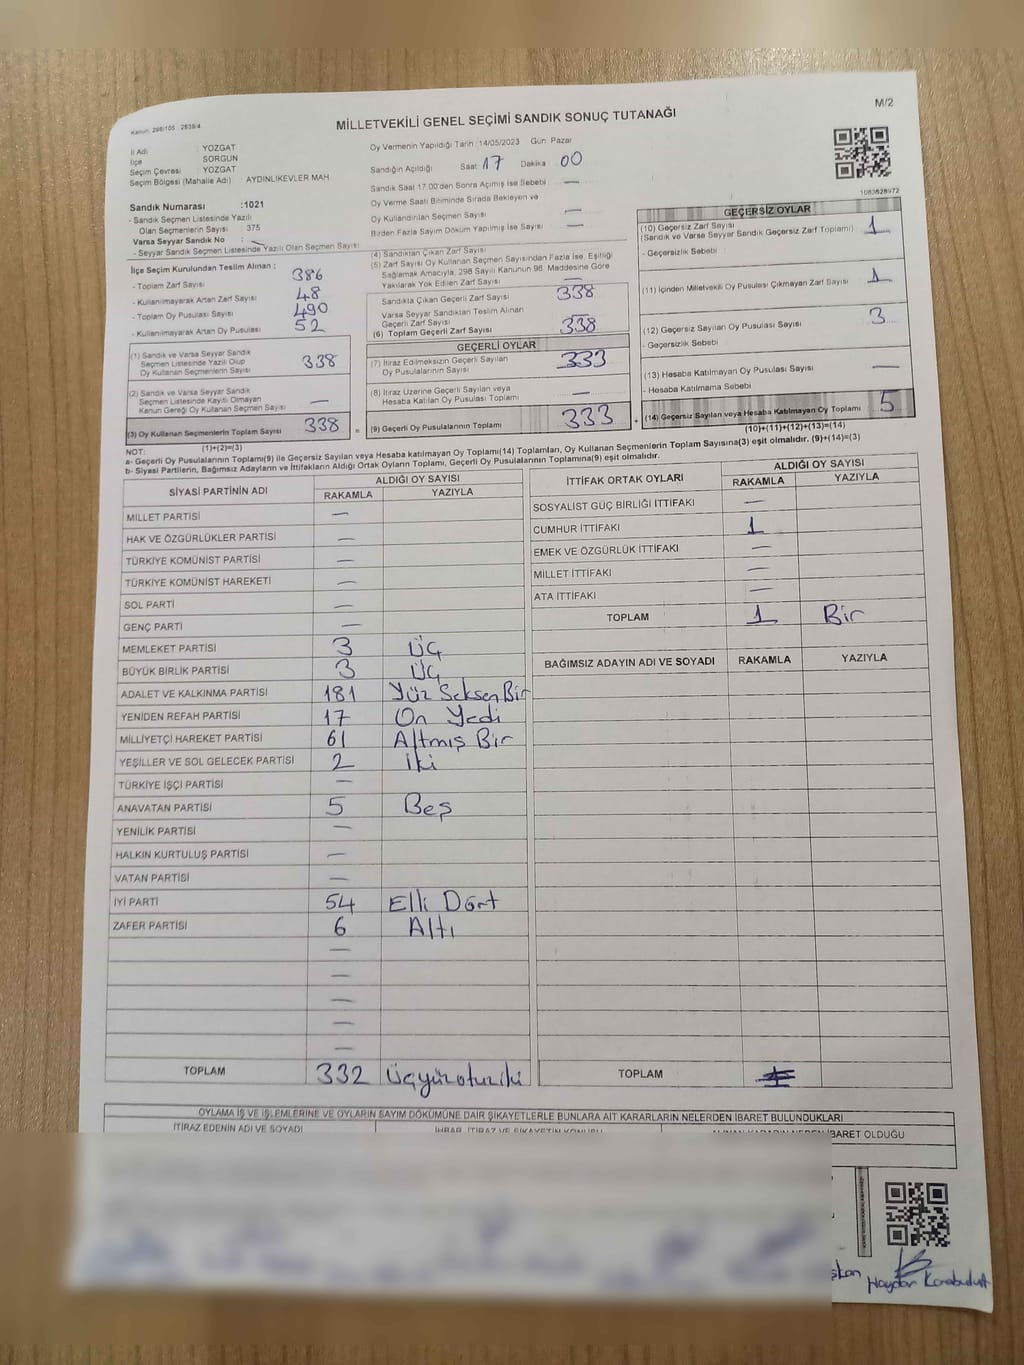 Kanun: 298/105 2839/4
MİLLETVEKİLİ GENEL SEÇİMİ SANDIK SONUÇ TUTANAĞI
M/2
İl Adı : YOZGAT
İlçe : SORGUN
Seçim Çevresi : YOZGAT
Seçim Bölgesi (Mahalle Adı) AYDINLIKEVLER MAH.
Sandık Numarası :1021
- Sandık Seçmen Listesinde Yazılı
Olan Seçmenlerin Sayısı 375
Varsa Seyyar Sandık No :
- Seyyar Sandık Seçmen Listesinde Yazılı Olan Seçmen Sayısı
Oy Vermenin Yapıldığı Tarih :14/05/2023 Gün Pazar
Sandığın Açıldığı Saat 17 Dakika 00
Sandık Saat 17.00'den Sonra Açılmış İse Sebebi —
Oy Verme Saati Bitiminde Sırada Bekleyen ve
Oy Kullandırılan Seçmen Sayısı —
Birden Fazla Sayım Döküm Yapılmış İse Sayısı —
1083628972
İlçe Seçim Kurulundan Teslim Alınan :
- Toplam Zarf Sayısı 386
- Kullanılmayarak Artan Zarf Sayısı 48
- Toplam Oy Pusulası Sayısı 490
- Kullanılmayarak Artan Oy Pusulası 52
(4) Sandıktan Çıkan Zarf Sayısı
(5) Zarf Sayısı Oy Kullanan Seçmen Sayısından Fazla İse, Eşitliği
Sağlamak Amacıyla, 298 Sayılı Kanunun 98. Maddesine Göre
Yakılarak Yok Edilen Zarf Sayısı —
Sandıkta Çıkan Geçerli Zarf Sayısı 338
Varsa Seyyar Sandıktan Teslim Alınan
Geçerli Zarf Sayısı —
(6) Toplam Geçerli Zarf Sayısı 338
GEÇERSİZ OYLAR
(10) Geçersiz Zarf Sayısı
(Sandık ve Varsa Seyyar Sandık Geçersiz Zarf Toplamı) 1
- Geçersizlik Sebebi :
(11) İçinden Milletvekili Oy Pusulası Çıkmayan Zarf Sayısı 1
(12) Geçersiz Sayılan Oy Pusulası Sayısı 3
- Geçersizlik Sebebi
(13) Hesaba Katılmayan Oy Pusulası Sayısı —
- Hesaba Katılmama Sebebi
(14) Geçersiz Sayılan veya Hesaba Katılmayan Oy Toplamı 5
(10)+(11)+(12)+(13)=(14)
(1) Sandık ve Varsa Seyyar Sandık
Seçmen Listesinde Yazılı Olup
Oy Kullanan Seçmenlerin Sayısı 338
(2) Sandık ve Varsa Seyyar Sandık
Seçmen Listesinde Kayıtlı Olmayan
Kanun Gereği Oy Kullanan Seçmen Sayısı —
(3) Oy Kullanan Seçmenlerin Toplam Sayısı 338
(1)+(2)=(3)
GEÇERLİ OYLAR
(7) İtiraz Edilmeksizin Geçerli Sayılan
Oy Pusulalarının Sayısı 333
(8) İtiraz Üzerine Geçerli Sayılan veya
Hesaba Katılan Oy Pusulası Toplamı —
(9) Geçerli Oy Pusulalarının Toplamı 333
NOT:
a- Geçerli Oy Pusulalarının Toplamı(9) ile Geçersiz Sayılan veya Hesaba katılmayan Oy Toplamı(14) Toplamları, Oy Kullanan Seçmenlerin Toplam Sayısına(3) eşit olmalıdır. (9)+(14)=(3)
b- Siyasi Partilerin, Bağımsız Adayların ve İttifakların Aldığı Ortak Oyların Toplamı, Geçerli Oy Pusulalarının Toplamına(9) eşit olmalıdır.
SİYASİ PARTİNİN ADI ALDIĞI OY SAYISI
RAKAMLA YAZIYLA
MİLLET PARTİSİ —
HAK VE ÖZGÜRLÜKLER PARTİSİ —
TÜRKİYE KOMÜNİST PARTİSİ —
TÜRKİYE KOMÜNİST HAREKETİ —
SOL PARTİ —
GENÇ PARTİ —
MEMLEKET PARTİSİ 3 Üç
BÜYÜK BİRLİK PARTİSİ 3 Üç
ADALET VE KALKINMA PARTİSİ 181 Yüz Seksen Bir
YENİDEN REFAH PARTİSİ 17 On Yedi
MİLLİYETÇİ HAREKET PARTİSİ 61 Altmış Bir
YEŞİLLER VE SOL GELECEK PARTİSİ 2 İki
TÜRKİYE İŞÇİ PARTİSİ —
ANAVATAN PARTİSİ 5 Beş
YENİLİK PARTİSİ —
HALKIN KURTULUŞ PARTİSİ —
VATAN PARTİSİ —
İYİ PARTİ 54 Elli Dört
ZAFER PARTİSİ 6 Altı
—
—
—
—
—
TOPLAM 332 Üçyüzotuziki
İTTİFAK ORTAK OYLARI ALDIĞI OY SAYISI
RAKAMLA YAZIYLA
SOSYALİST GÜÇ BİRLİĞİ İTTİFAKI —
CUMHUR İTTİFAKI 1
EMEK VE ÖZGÜRLÜK İTTİFAKI —
MİLLET İTTİFAKI —
ATA İTTİFAKI —
TOPLAM 1 Bir
BAĞIMSIZ ADAYIN ADI VE SOYADI RAKAMLA YAZIYLA
TOPLAM
OYLAMA İŞ VE İŞLEMLERİNE VE OYLARIN SAYIM DÖKÜMÜNE DAİR ŞİKAYETLERLE BUNLARA AİT KARARLARIN NELERDEN İBARET BULUNDUKLARI
İTİRAZ EDENİN ADI VE SOYADI İHBAR, İTİRAZ VE ŞİKAYETİN KONUSU ALINAN KARARIN NEDEN İBARET OLDUĞU
şkan
Haydar Karabulut